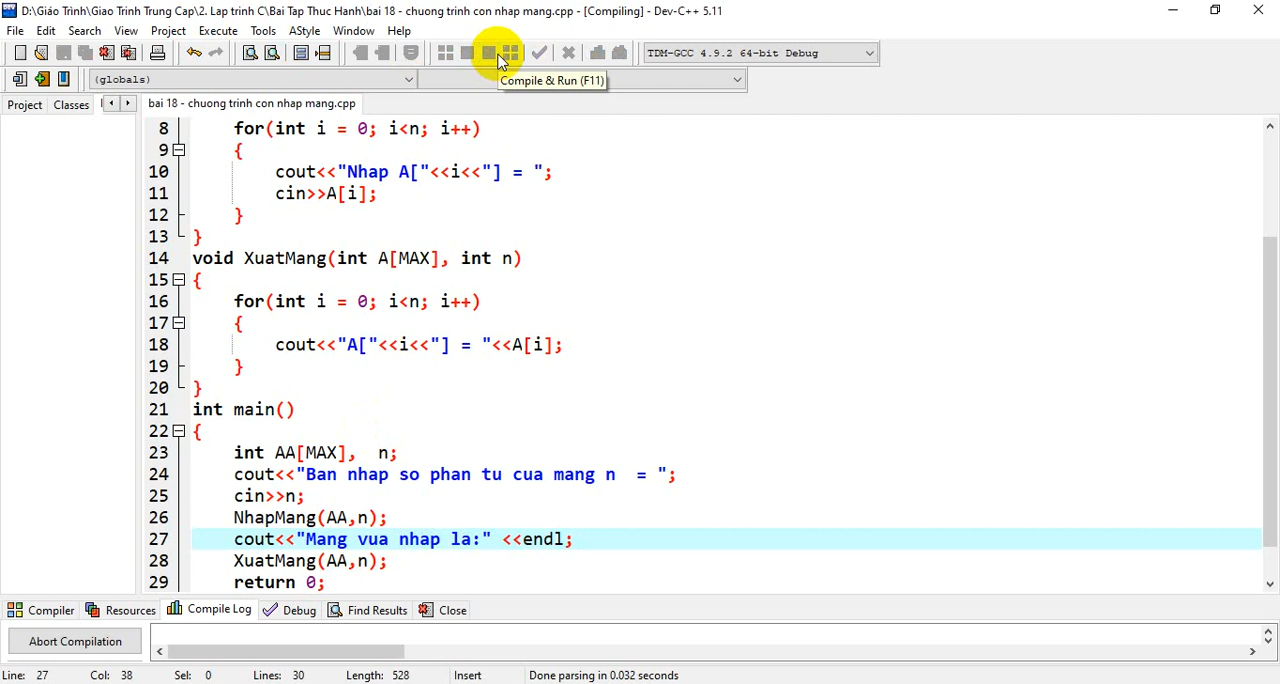 D:\Giáo Trình\Giao Trinh Trung Cap\2. Lap trinh C\Bai Tap Thuc Hanh\bai 18 - chuong trinh con nhap mang.cpp - [Compiling] - Dev-C++ 5.11
File Edit Search View Project Execute Tools AStyle Window Help
TDM-GCC 4.9.2 64-bit Debug
(globals)
Compile & Run (F11)
Project Classes bai 18 - chuong trinh con nhap mang.cpp
8 for(int i = 0; i<n; i++)
9 {
10 cout<<"Nhap A["<<i<<"] = ";
11 cin>>A[i];
12 }
13 }
14 void XuatMang(int A[MAX], int n)
15 {
16 for(int i = 0; i<n; i++)
17 {
18 cout<<"A["<<i<<"] = "<<A[i];
19 }
20 }
21 int main()
22 {
23 int AA[MAX],  n;
24 cout<<"Ban nhap so phan tu cua mang n  = ";
25 cin>>n;
26 NhapMang(AA,n);
27 cout<<"Mang vua nhap la:" <<endl;
28 XuatMang(AA,n);
29 return 0;
Compiler Resources Compile Log Debug Find Results Close
Abort Compilation
Line: 27 Col: 38 Sel: 0 Lines: 30 Length: 528 Insert Done parsing in 0.032 seconds